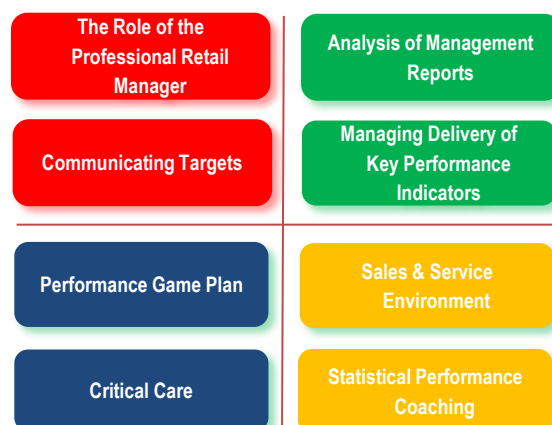 The Role of the
Professional Retail
Manager
Analysis of Management
Reports
Communicating Targets
Managing Delivery of
Key Performance
Indicators
Performance Game Plan
Sales & Service
Environment
Critical Care
Statistical Performance
Coaching